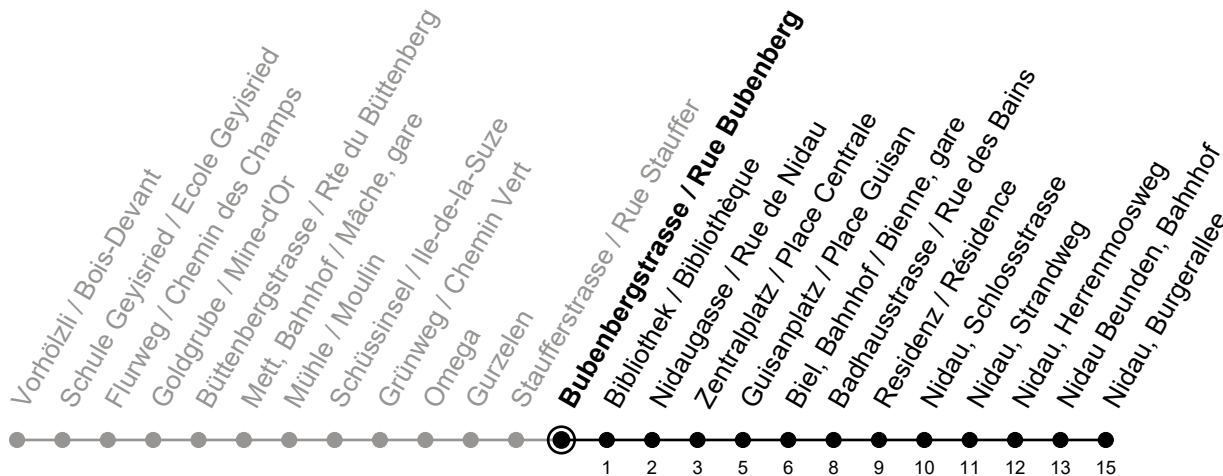 Vorhölzli / Bois-Devant
Schule Geyisried / Ecole Geyisried
Flurweg / Chemin des Champs
Goldgrube / Mine-d'Or
Büttenbergstrasse / Rte du Büttenberg
Mett, Bahnhof / Mâche, gare
Mühle / Moulin
Schüssinsel / Ile-de-la-Suze
Grünweg / Chemin Vert
Omega
Gurzelen
Staufferstrasse / Rue Stauffer
Bubenbergstrasse / Rue Bubenberg
Bibliothek / Bibliothèque
Nidaugasse / Rue de Nidau
Zentralplatz / Place Centrale
Guisanplatz / Place Guisan
Biel, Bahnhof / Bienne, gare
Badhausstrasse / Rue des Bains
Residenz / Résidence
Nidau, Schlossstrasse
Nidau, Strandweg
Nidau, Herrenmoosweg
Nidau Beunden, Bahnhof
Nidau, Burgerallee
1 2 3 5 6 8 9 10 11 12 13 15